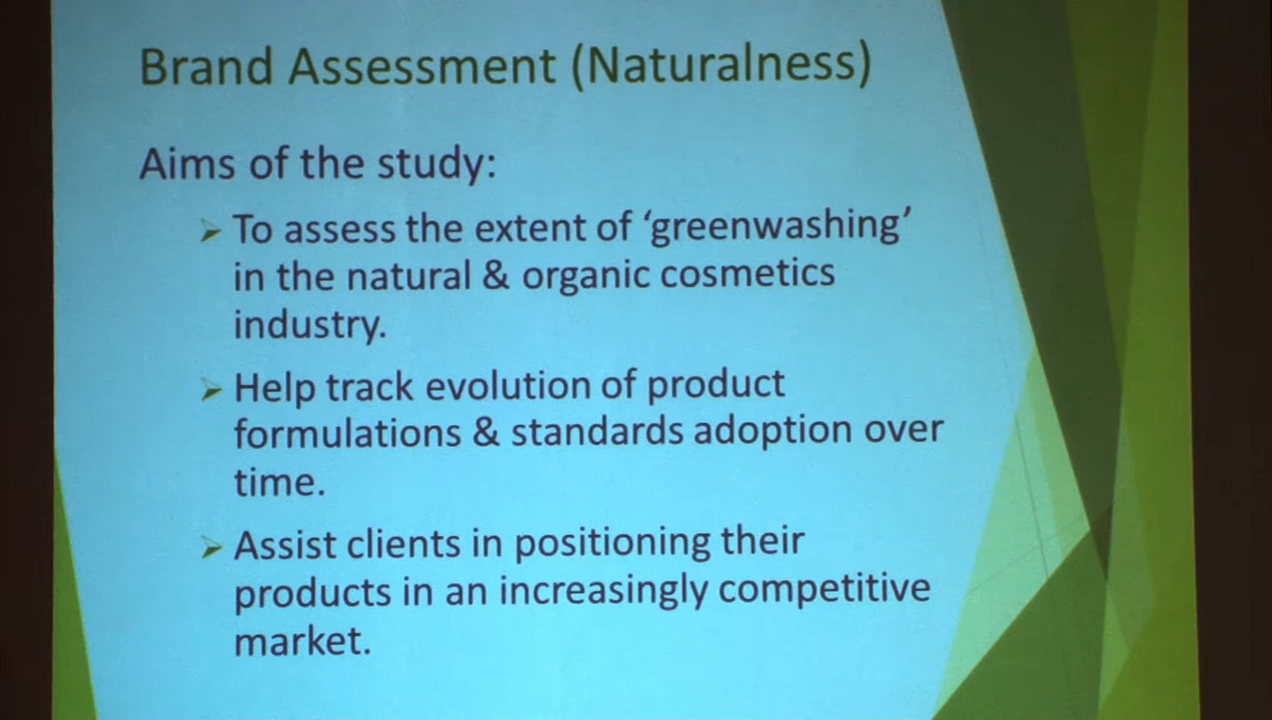 Brand Assessment (Naturalness)
Aims of the study:
To assess the extent of ‘greenwashing’
in the natural & organic cosmetics
industry.
Help track evolution of product
formulations & standards adoption over
time.
Assist clients in positioning their
products in an increasingly competitive
market.